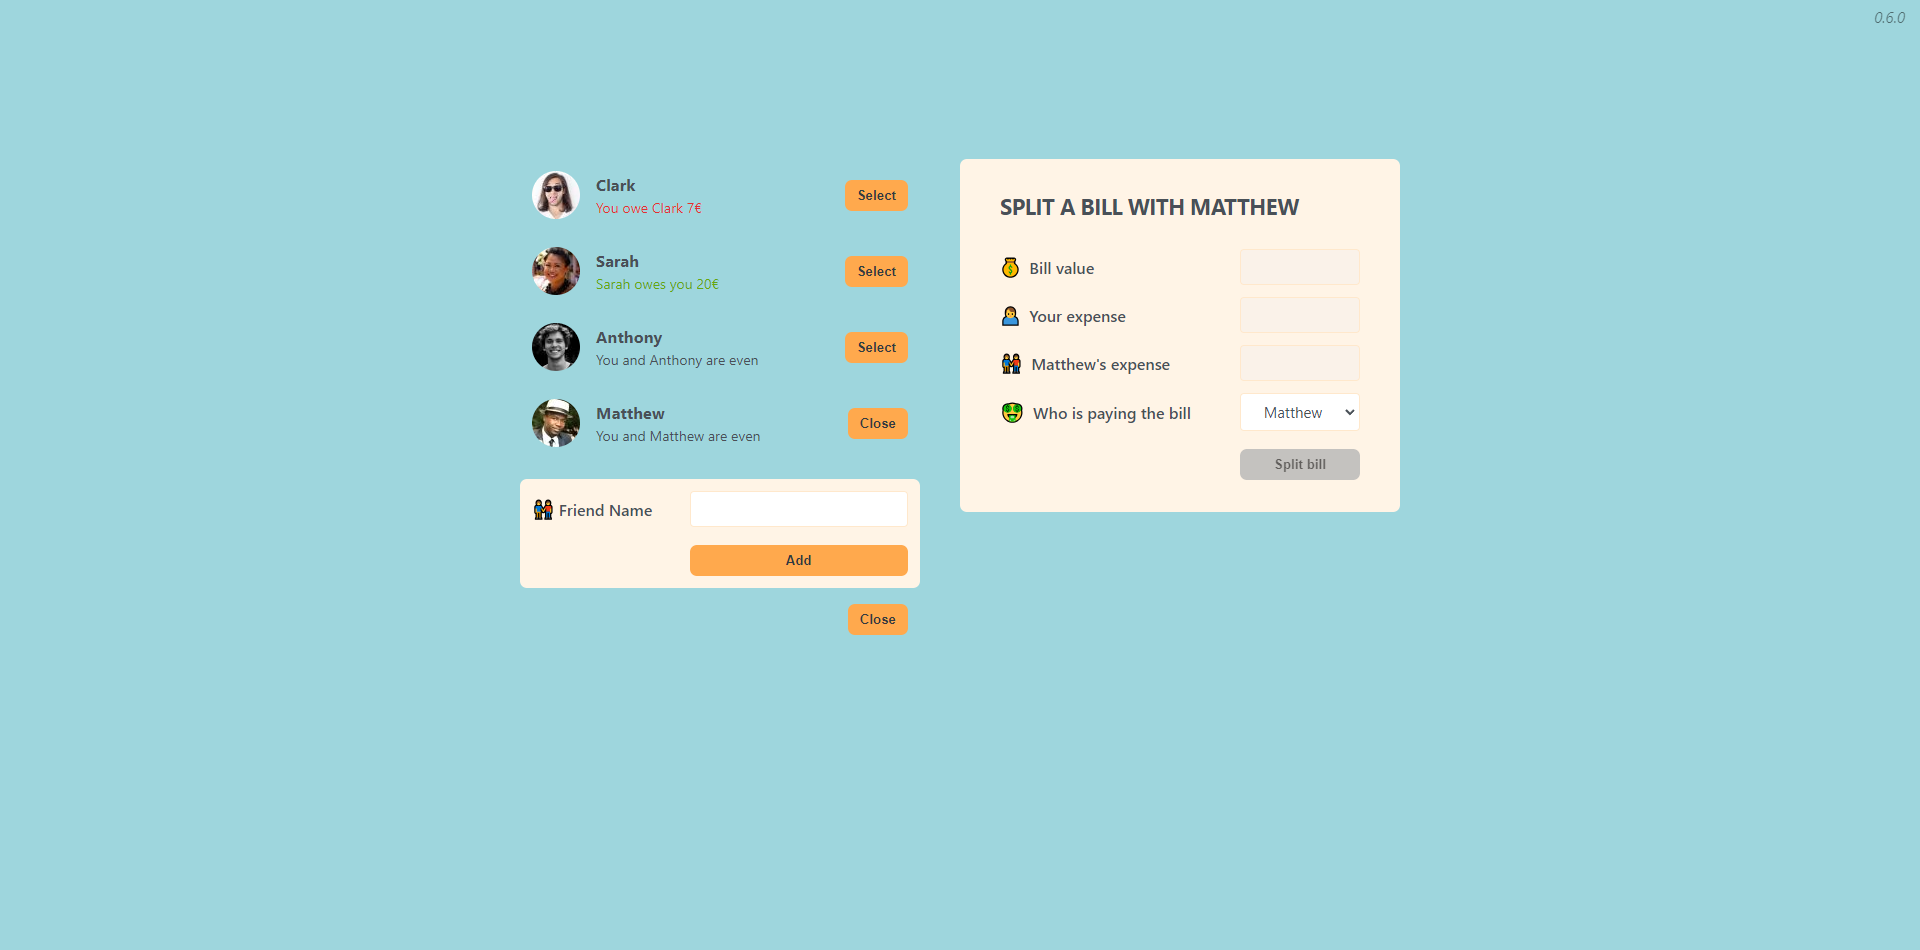 0.6.0
Clark
You owe Clark 7€
Select
Sarah
Sarah owes you 20€
Select
Anthony
You and Anthony are even
Select
Matthew
You and Matthew are even
Close
Friend Name
Add
Close
SPLIT A BILL WITH MATTHEW
Bill value
Your expense
Matthew's expense
Who is paying the bill
Matthew
Split bill